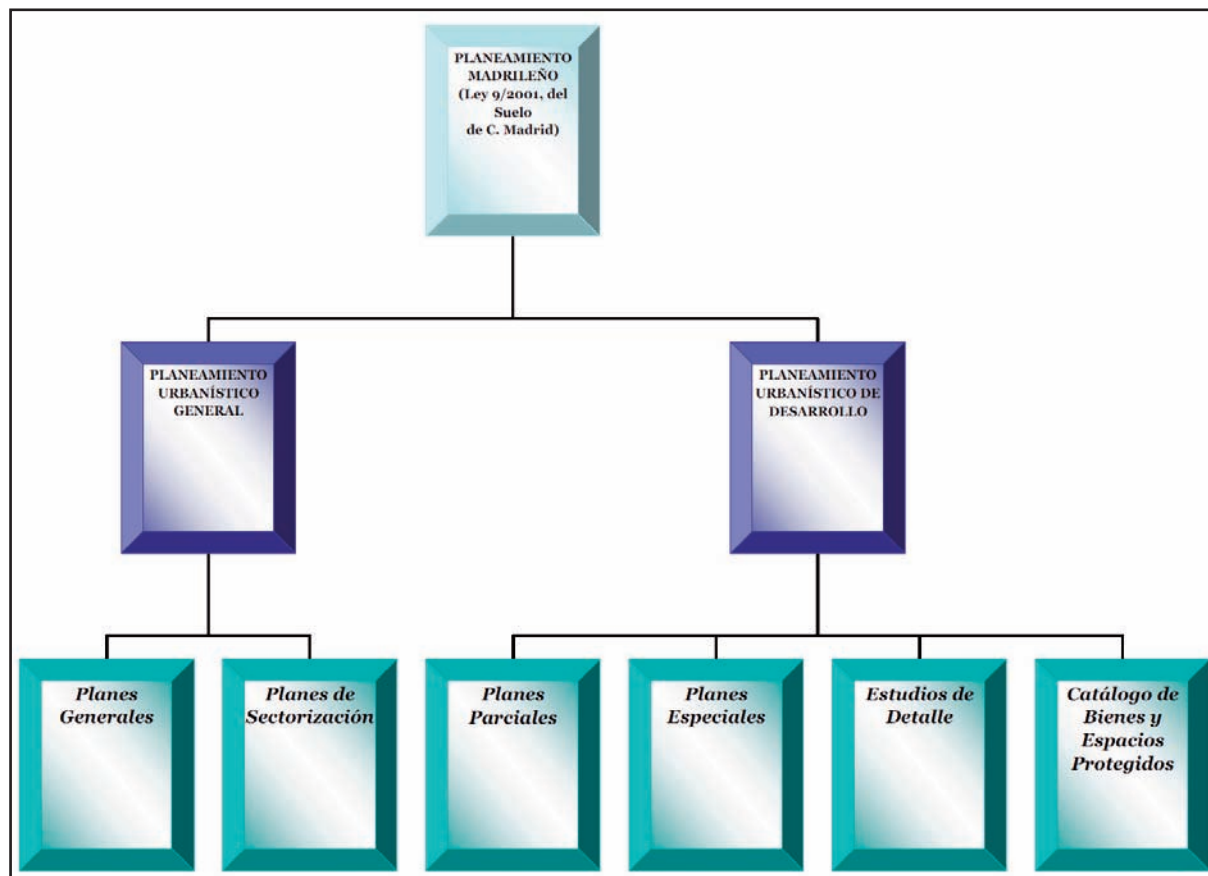 PLANEAMIENTO
MADRILEÑO
(Ley 9/2001, del
Suelo
de C. Madrid)
PLANEAMIENTO
URBANÍSTICO
GENERAL
PLANEAMIENTO
URBANÍSTICO DE
DESARROLLO
Planes
Generales
Planes de
Sectorización
Planes
Parciales
Planes
Especiales
Estudios de
Detalle
Catálogo de
Bienes y
Espacios
Protegidos